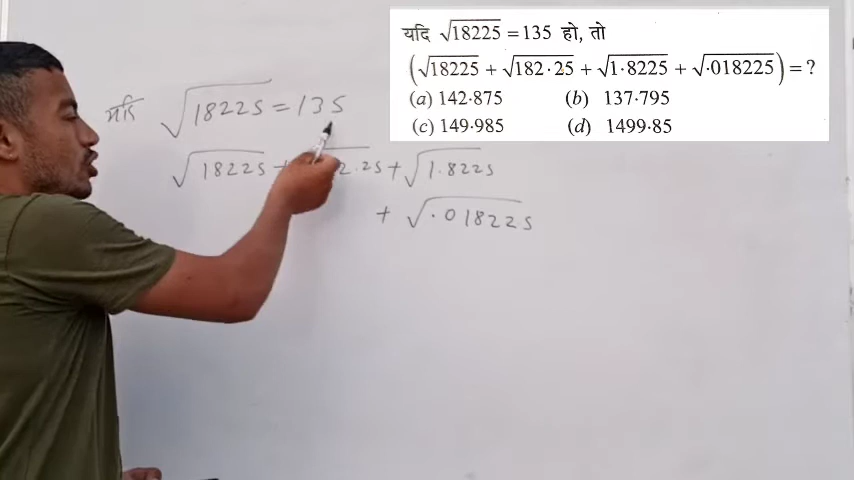 यदि √18225 = 135 हो, तो
(√18225 + √182·25 + √1·8225 + √·018225) = ?
(a) 142·875 (b) 137·795
(c) 149·985 (d) 1499·85
यदि √18225 = 135
√18225 + 2.25 + √1.8225
+ √.018225